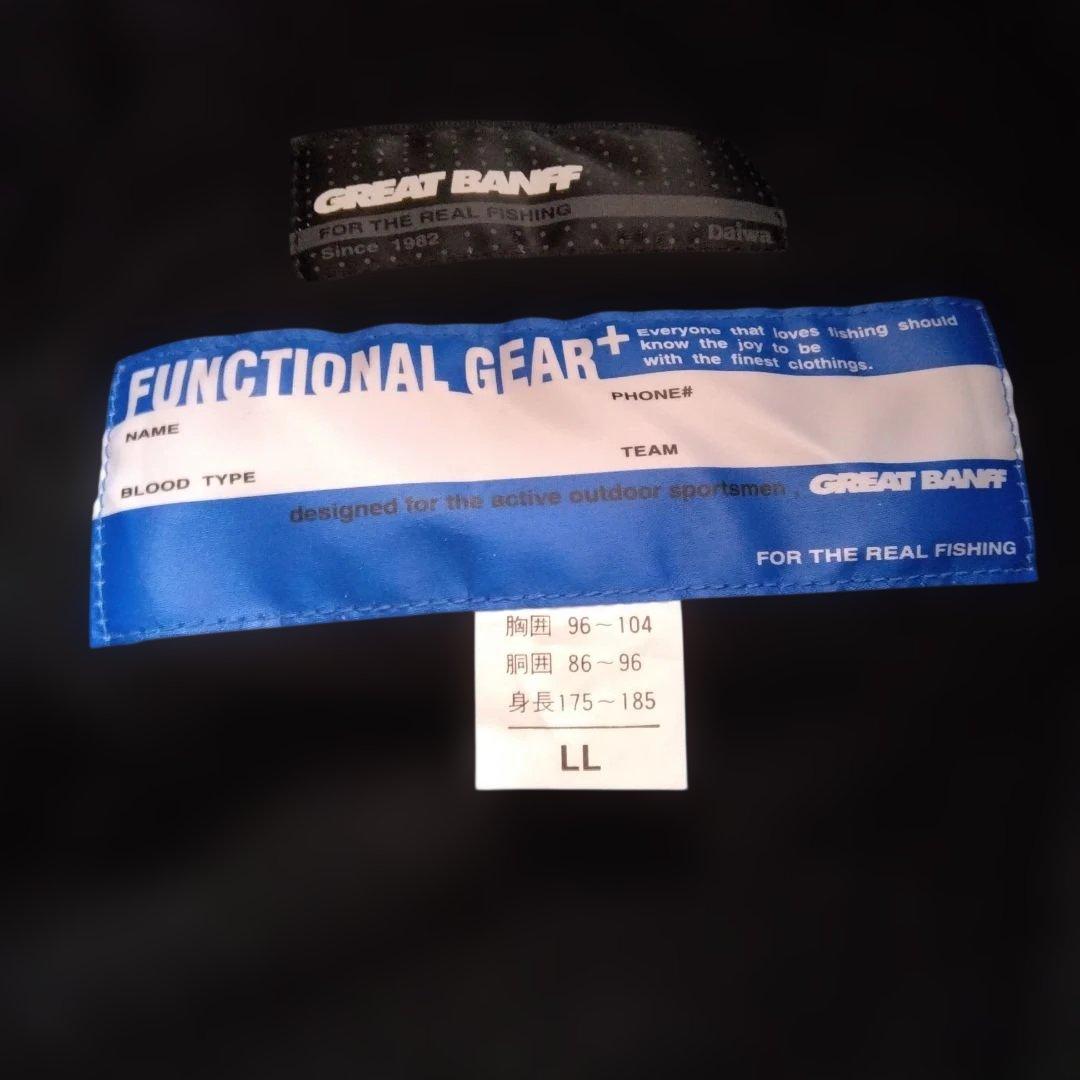 GREAT BANFF
FOR THE REAL FISHING
Since 1982
Daiwa
FUNCTIONAL GEAR+
Everyone that loves fishing should
know the joy to be
with the finest clothings.
PHONE#
NAME
TEAM
BLOOD TYPE
designed for the active outdoor sportsmen.
GREAT BANFF
FOR THE REAL FISHING
胸囲 96~104
胴囲 86~96
身長175~185
LL